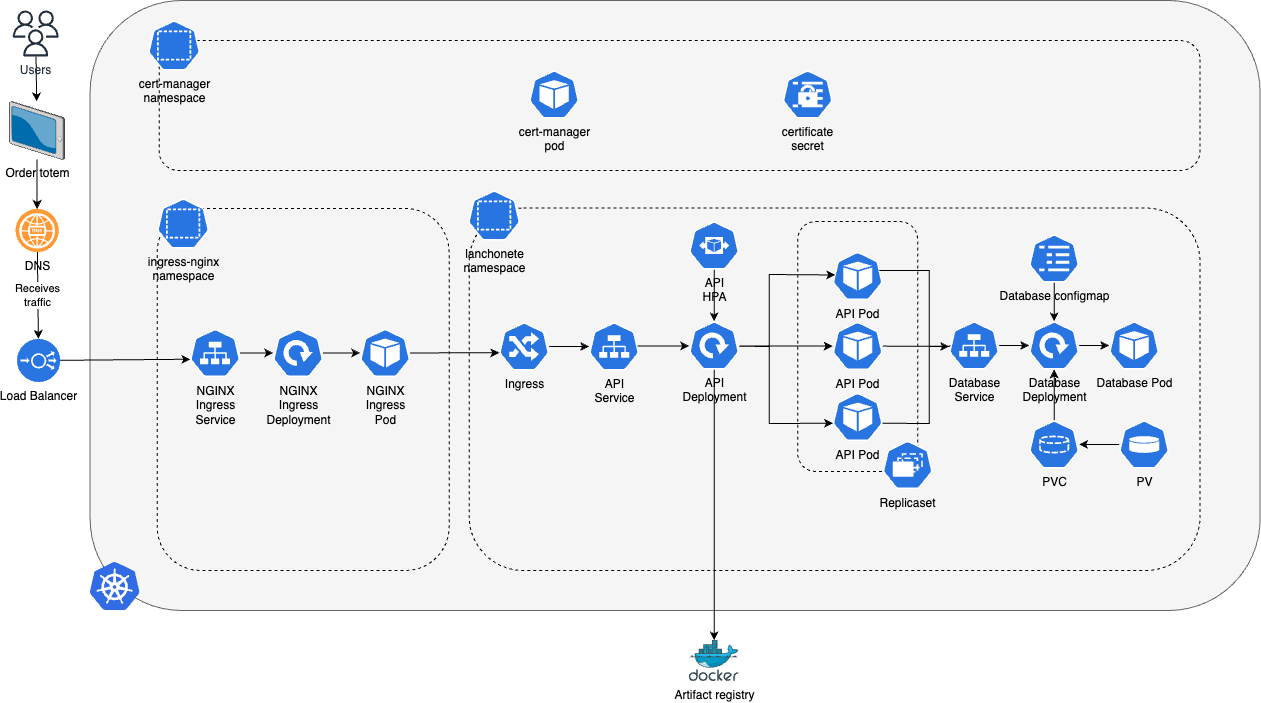 Users
Order totem
DNS
DNS
Receives
traffic
Load Balancer
cert-manager
namespace
cert-manager
pod
certificate
secret
ingress-nginx
namespace
NGINX
Ingress
Service
NGINX
Ingress
Deployment
NGINX
Ingress
Pod
lanchonete
namespace
Ingress
API
Service
API
HPA
API
Deployment
API Pod
API Pod
API Pod
Replicaset
Database
Service
Database configmap
Database
Deployment
Database Pod
PVC
PV
docker
Artifact registry